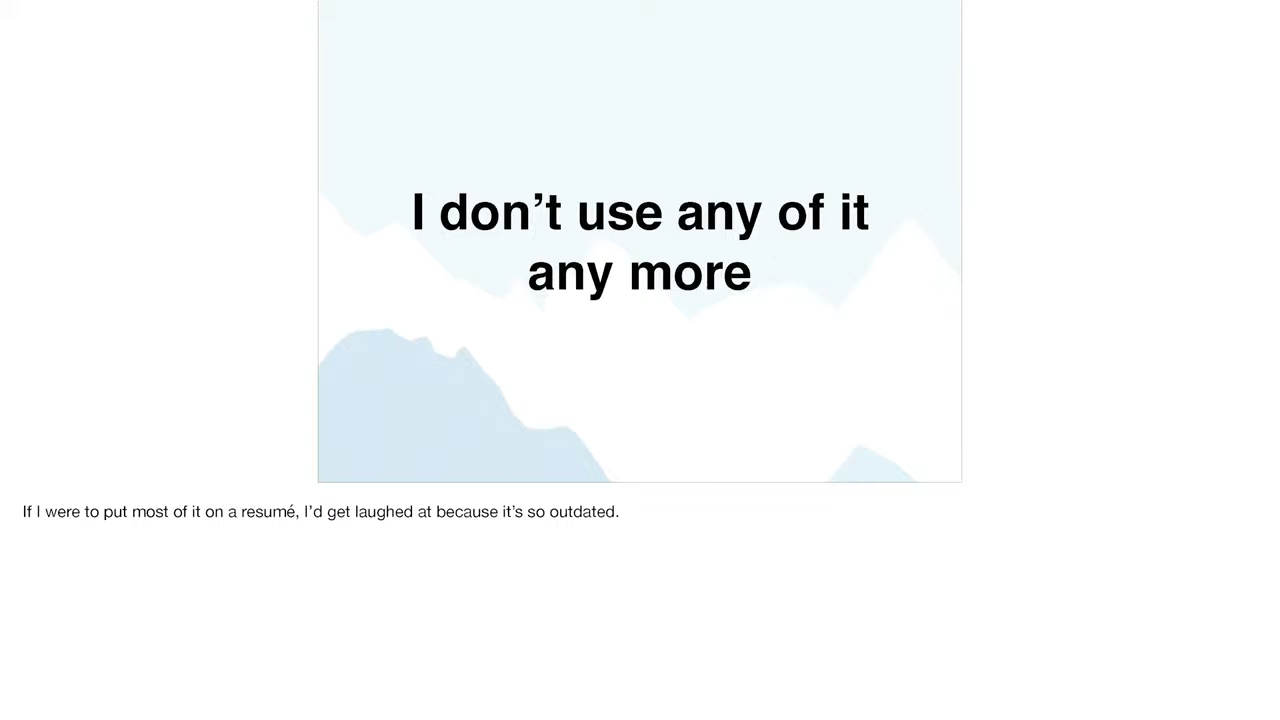 I don’t use any of it
any more
If I were to put most of it on a resumé, I’d get laughed at because it’s so outdated.